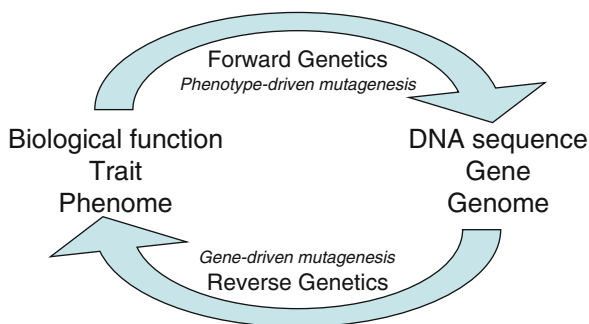 Forward Genetics
Phenotype-driven mutagenesis
Biological function
Trait
Phenome
DNA sequence
Gene
Genome
Gene-driven mutagenesis
Reverse Genetics